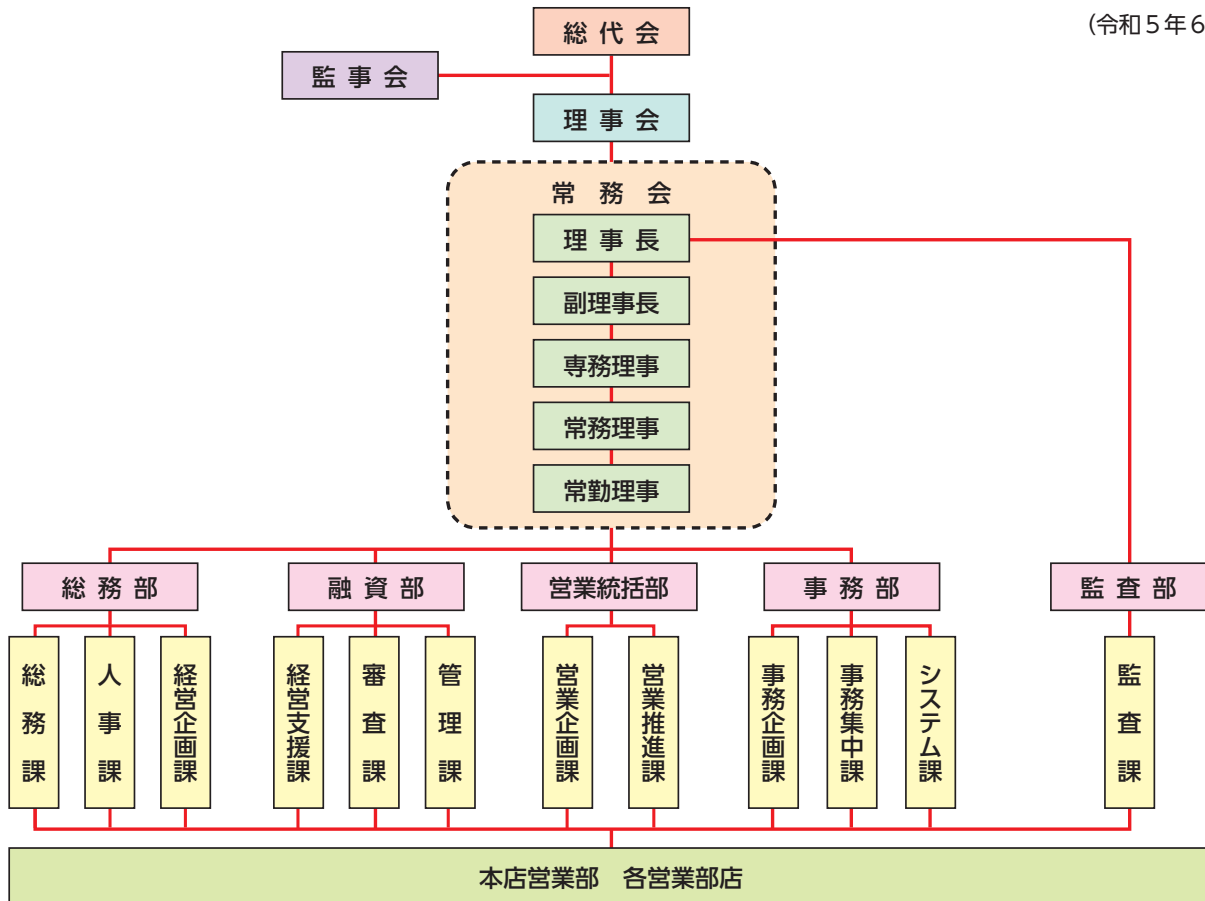 (令和5年6
総代会
監事会
理事会
常務会
理事長
副理事長
専務理事
常務理事
常勤理事
総務部
融資部
営業統括部
事務部
監査部
総務課
人事課
経営企画課
経営支援課
審査課
管理課
営業企画課
営業推進課
事務企画課
事務集中課
システム課
監査課
本店営業部 各営業部店